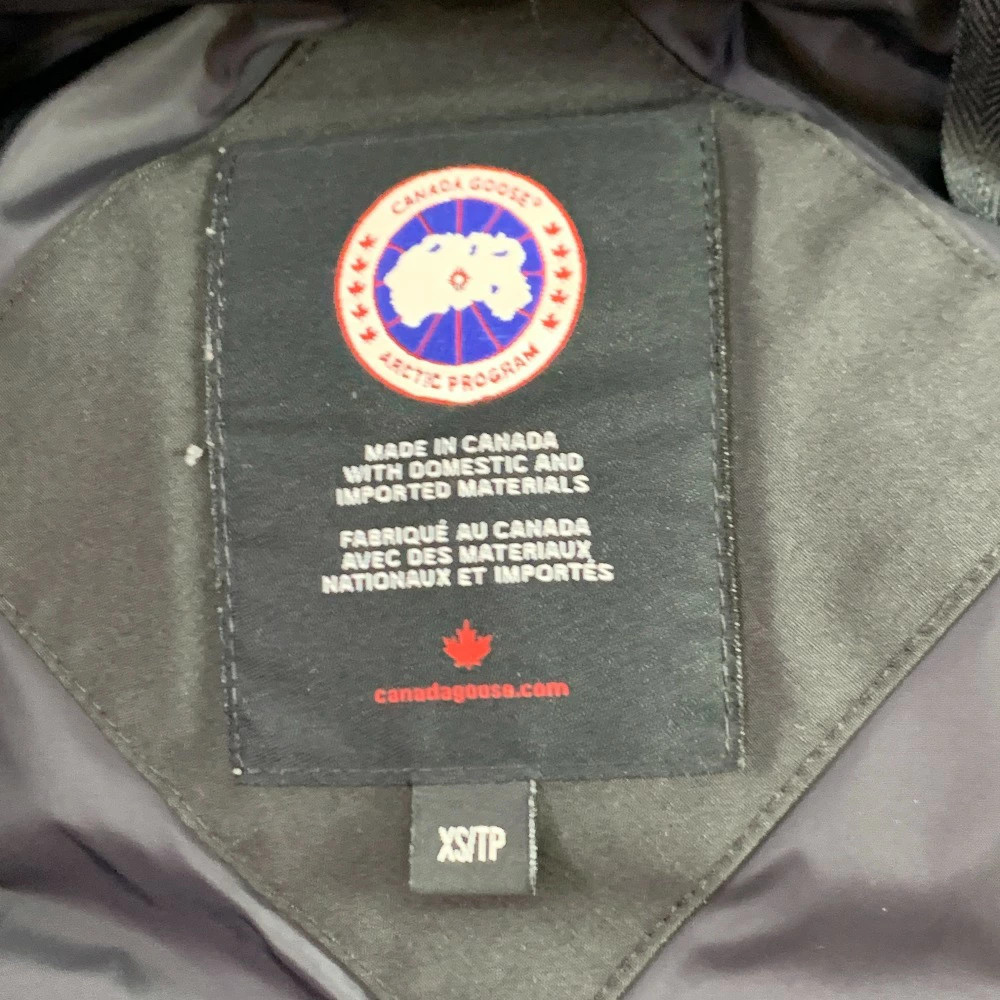 CANADA GOOSE®
ARCTIC PROGRAM
MADE IN CANADA
WITH DOMESTIC AND
IMPORTED MATERIALS
FABRIQUÉ AU CANADA
AVEC DES MATERIAUX
NATIONAUX ET IMPORTÉS
canadagoose.com
XS/TP